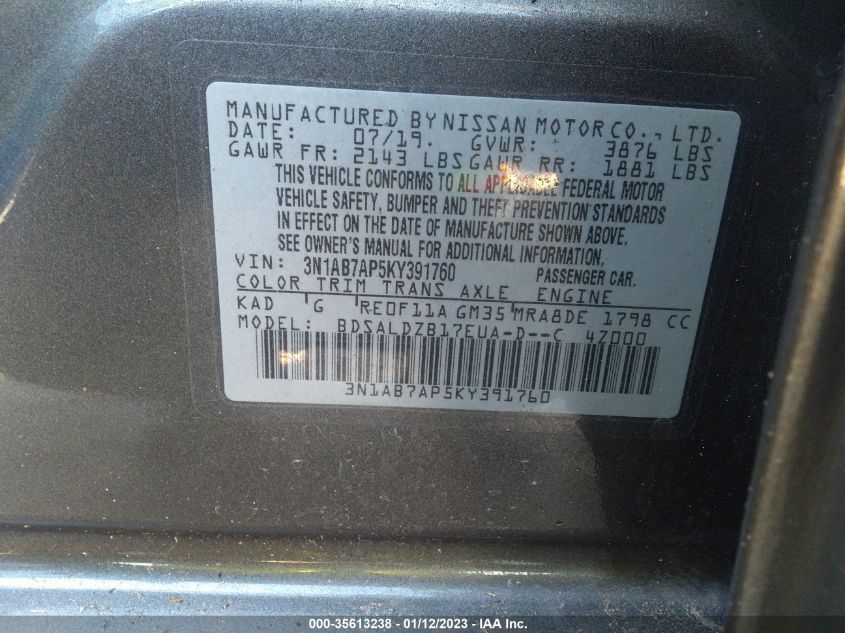 MANUFACTURED BY NISSAN MOTOR CO., LTD.
DATE: 07/19. GVWR: 3876 LBS
GAWR FR: 2143 LBS GAWR RR: 1881 LBS
THIS VEHICLE CONFORMS TO ALL APPLICABLE FEDERAL MOTOR
VEHICLE SAFETY, BUMPER AND THEFT PREVENTION STANDARDS
IN EFFECT ON THE DATE OF MANUFACTURE SHOWN ABOVE.
SEE OWNER'S MANUAL FOR ADDITIONAL INFORMATION.
VIN: 3N1AB7AP5KY391760 PASSENGER CAR.
COLOR TRIM TRANS AXLE ENGINE
KAD G RE0F11A GM35 MRA8DE 1798 CC
MODEL: BDSALDZB17EUA-D--C 4Z000
3N1AB7AP5KY391760
000-35613238 - 01/12/2023 - © IAA Inc.